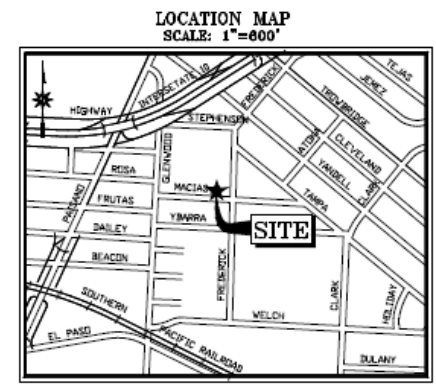 LOCATION MAP
SCALE: 1"=600'
TEJAS
JEMEZ
TROWBRIDGE
FREDERICK
INTERSETATE 10
HIGHWAY
STEPHENSON
CLEVELAND
YANDELL
CLARK
TAMPA
GLENWOOD
ROSA
MACIAS
PAISANO
FRUTAS
YBARRA
DAILEY
SITE
BEACON
FREDERICK
CLARK
HOLIDAY
SOUTHERN
PACIFIC RAILROAD
WELCH
EL PASO
DULANY